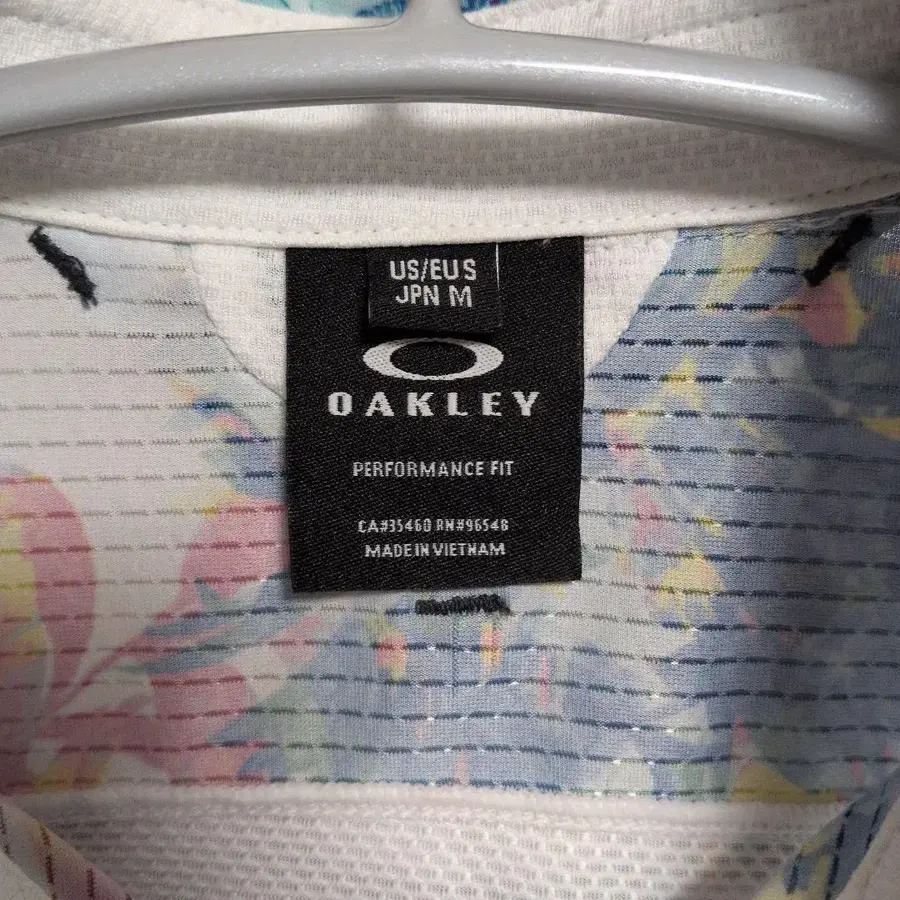 US/EU S
JPN M
OAKLEY
PERFORMANCE FIT
CA#35460 RN#96548
MADE IN VIETNAM